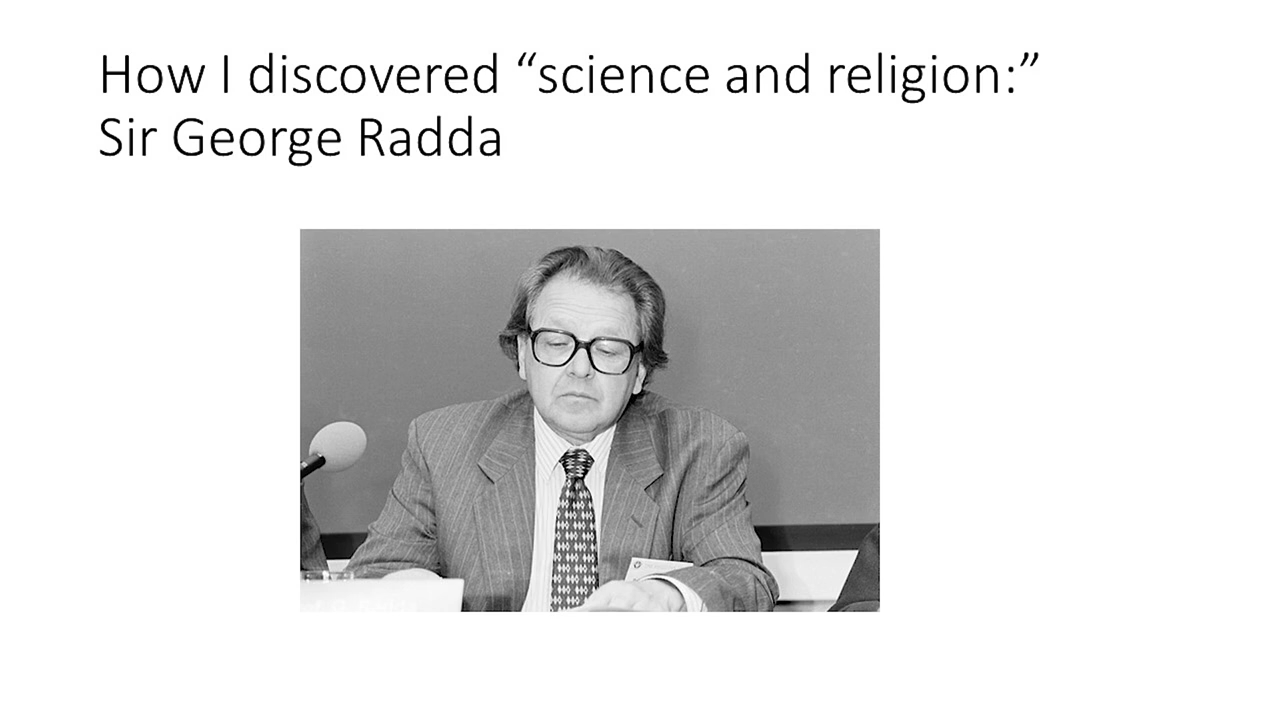 How I discovered “science and religion:”
Sir George Radda